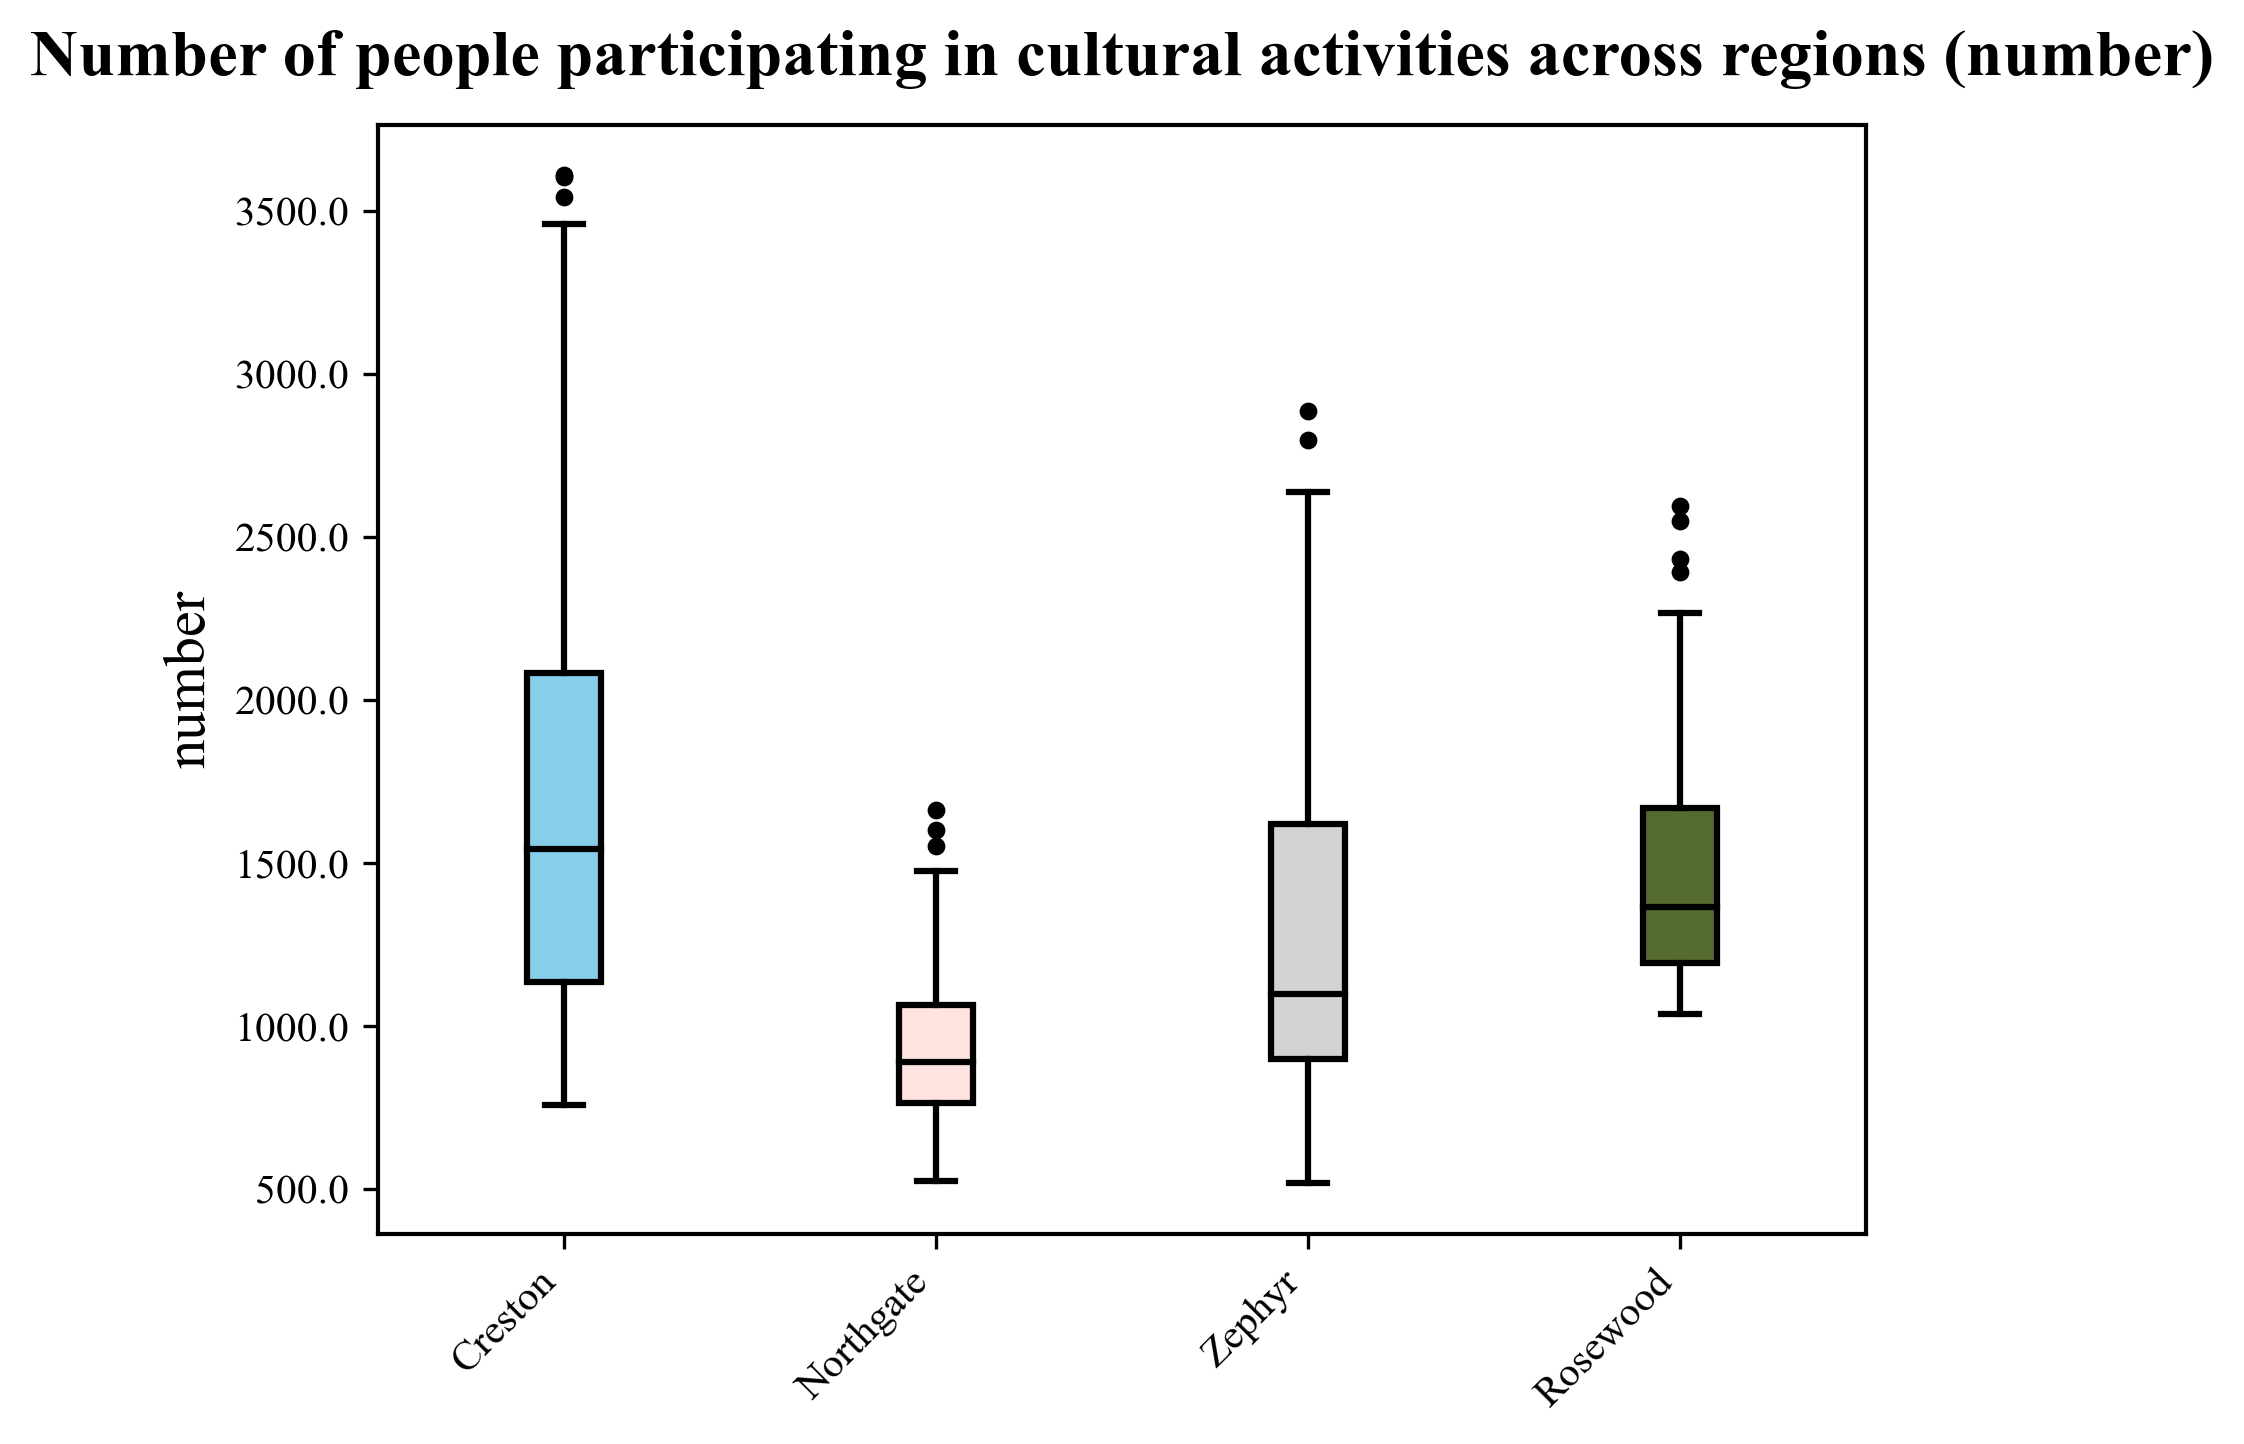 Number of people participating in cultural activities across regions (number)
3500.0
3000.0
2500.0
2000.0
1500.0
1000.0
500.0
number
Creston
Northgate
Zephyr
Rosewood